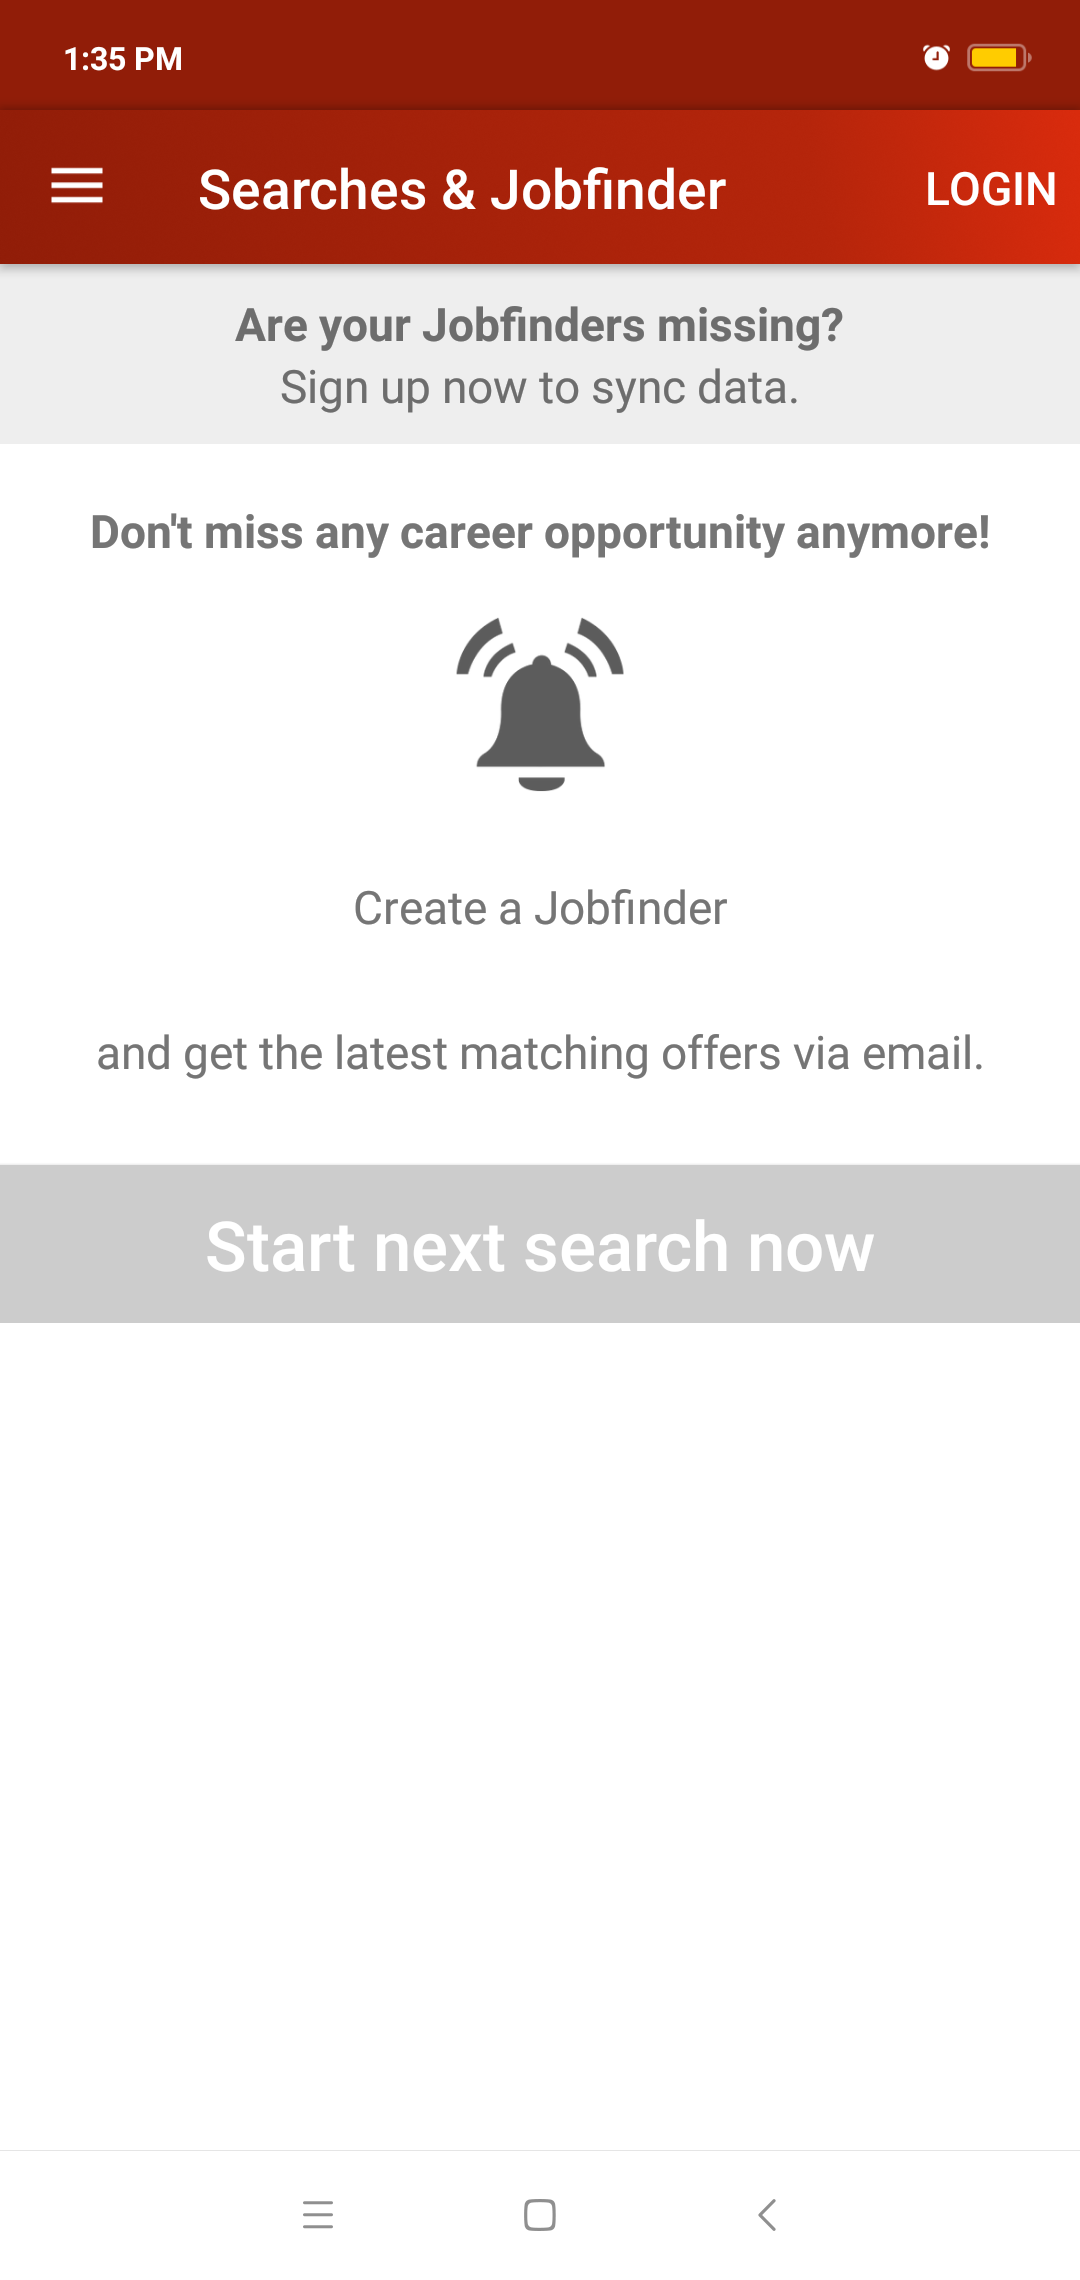 1:35 PM
Searches & Jobfinder
LOGIN
Are your Jobfinders missing?
Sign up now to sync data.
Don't miss any career opportunity anymore!
Create a Jobfinder
and get the latest matching offers via email.
Start next search now